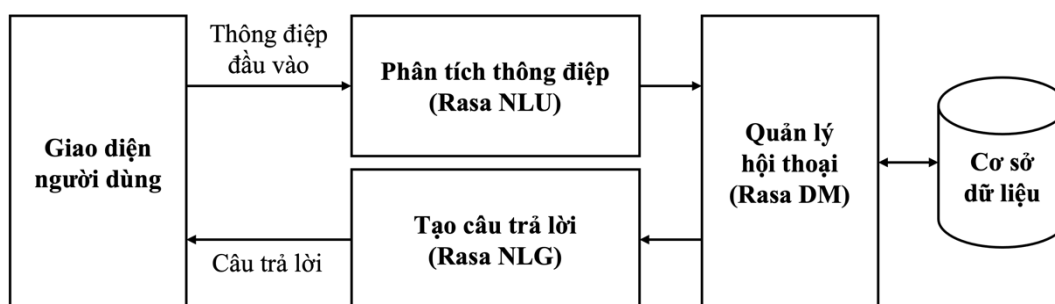 Thông điệp
đầu vào
Phân tích thông điệp
(Rasa NLU)
Giao diện
người dùng
Quản lý
hội thoại
(Rasa DM)
Cơ sở
dữ liệu
Tạo câu trả lời
(Rasa NLG)
Câu trả lời